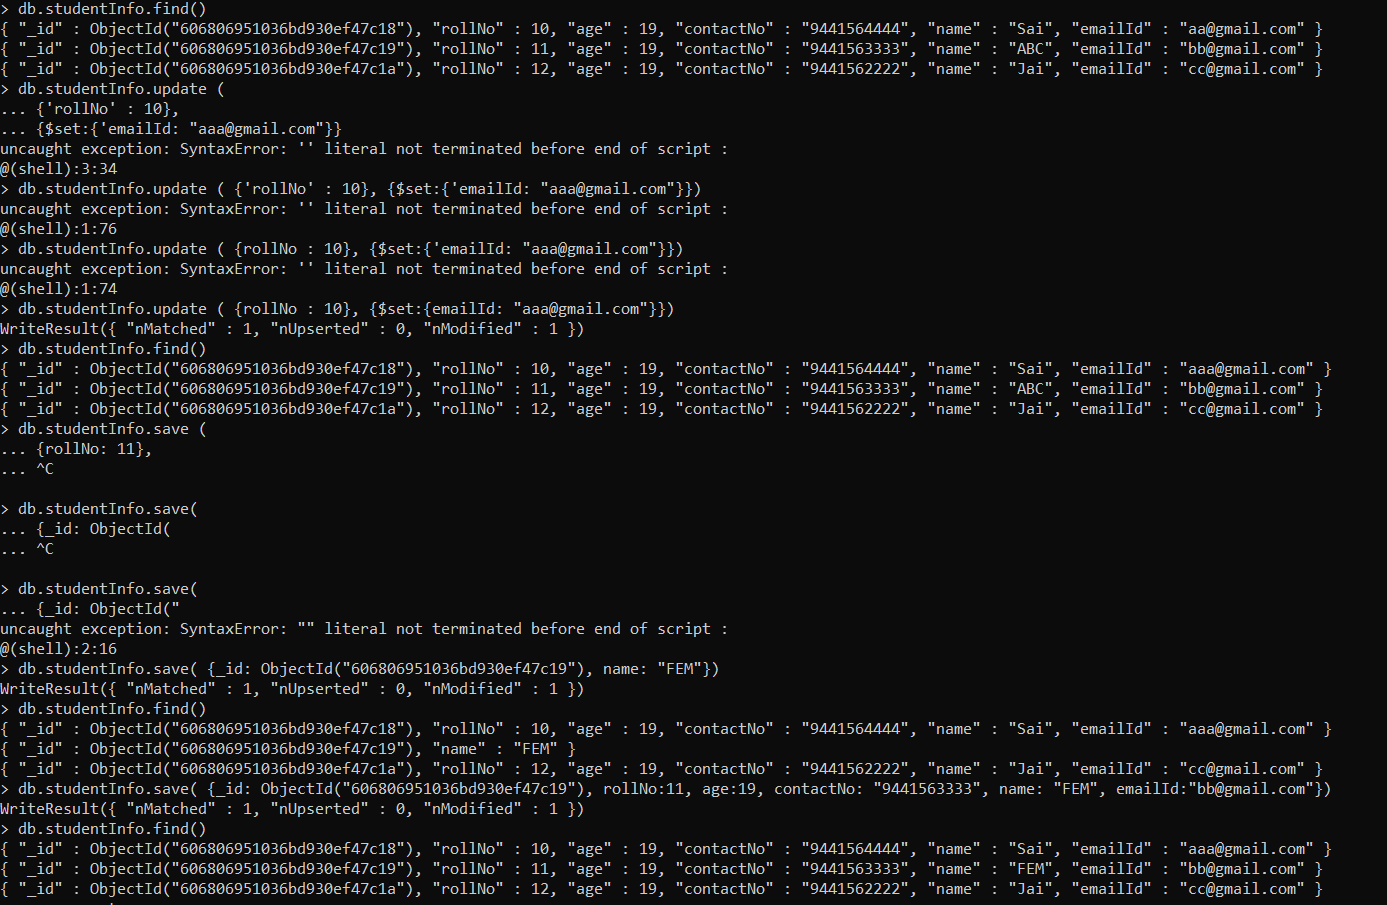 > db.studentInfo.find()
{ "_id" : ObjectId("606806951036bd930ef47c18"), "rollNo" : 10, "age" : 19, "contactNo" : "9441564444", "name" : "Sai", "emailId" : "aa@gmail.com" }
{ "_id" : ObjectId("606806951036bd930ef47c19"), "rollNo" : 11, "age" : 19, "contactNo" : "9441563333", "name" : "ABC", "emailId" : "bb@gmail.com" }
{ "_id" : ObjectId("606806951036bd930ef47c1a"), "rollNo" : 12, "age" : 19, "contactNo" : "9441562222", "name" : "Jai", "emailId" : "cc@gmail.com" }
> db.studentInfo.update (
... {'rollNo' : 10},
... {$set:{'emailId: "aaa@gmail.com"}}
uncaught exception: SyntaxError: '' literal not terminated before end of script :
@(shell):3:34
> db.studentInfo.update ( {'rollNo' : 10}, {$set:{'emailId: "aaa@gmail.com"}})
uncaught exception: SyntaxError: '' literal not terminated before end of script :
@(shell):1:76
> db.studentInfo.update ( {rollNo : 10}, {$set:{'emailId: "aaa@gmail.com"}})
uncaught exception: SyntaxError: '' literal not terminated before end of script :
@(shell):1:74
> db.studentInfo.update ( {rollNo : 10}, {$set:{emailId: "aaa@gmail.com"}})
WriteResult({ "nMatched" : 1, "nUpserted" : 0, "nModified" : 1 })
> db.studentInfo.find()
{ "_id" : ObjectId("606806951036bd930ef47c18"), "rollNo" : 10, "age" : 19, "contactNo" : "9441564444", "name" : "Sai", "emailId" : "aaa@gmail.com" }
{ "_id" : ObjectId("606806951036bd930ef47c19"), "rollNo" : 11, "age" : 19, "contactNo" : "9441563333", "name" : "ABC", "emailId" : "bb@gmail.com" }
{ "_id" : ObjectId("606806951036bd930ef47c1a"), "rollNo" : 12, "age" : 19, "contactNo" : "9441562222", "name" : "Jai", "emailId" : "cc@gmail.com" }
> db.studentInfo.save (
... {rollNo: 11},
... ^C
> db.studentInfo.save(
... {_id: ObjectId(
... ^C
> db.studentInfo.save(
... {_id: ObjectId("
uncaught exception: SyntaxError: "" literal not terminated before end of script :
@(shell):2:16
> db.studentInfo.save( {_id: ObjectId("606806951036bd930ef47c19"), name: "FEM"})
WriteResult({ "nMatched" : 1, "nUpserted" : 0, "nModified" : 1 })
> db.studentInfo.find()
{ "_id" : ObjectId("606806951036bd930ef47c18"), "rollNo" : 10, "age" : 19, "contactNo" : "9441564444", "name" : "Sai", "emailId" : "aaa@gmail.com" }
{ "_id" : ObjectId("606806951036bd930ef47c19"), "name" : "FEM" }
{ "_id" : ObjectId("606806951036bd930ef47c1a"), "rollNo" : 12, "age" : 19, "contactNo" : "9441562222", "name" : "Jai", "emailId" : "cc@gmail.com" }
> db.studentInfo.save( {_id: ObjectId("606806951036bd930ef47c19"), rollNo:11, age:19, contactNo: "9441563333", name: "FEM", emailId:"bb@gmail.com"})
WriteResult({ "nMatched" : 1, "nUpserted" : 0, "nModified" : 1 })
> db.studentInfo.find()
{ "_id" : ObjectId("606806951036bd930ef47c18"), "rollNo" : 10, "age" : 19, "contactNo" : "9441564444", "name" : "Sai", "emailId" : "aaa@gmail.com" }
{ "_id" : ObjectId("606806951036bd930ef47c19"), "rollNo" : 11, "age" : 19, "contactNo" : "9441563333", "name" : "FEM", "emailId" : "bb@gmail.com" }
{ "_id" : ObjectId("606806951036bd930ef47c1a"), "rollNo" : 12, "age" : 19, "contactNo" : "9441562222", "name" : "Jai", "emailId" : "cc@gmail.com" }